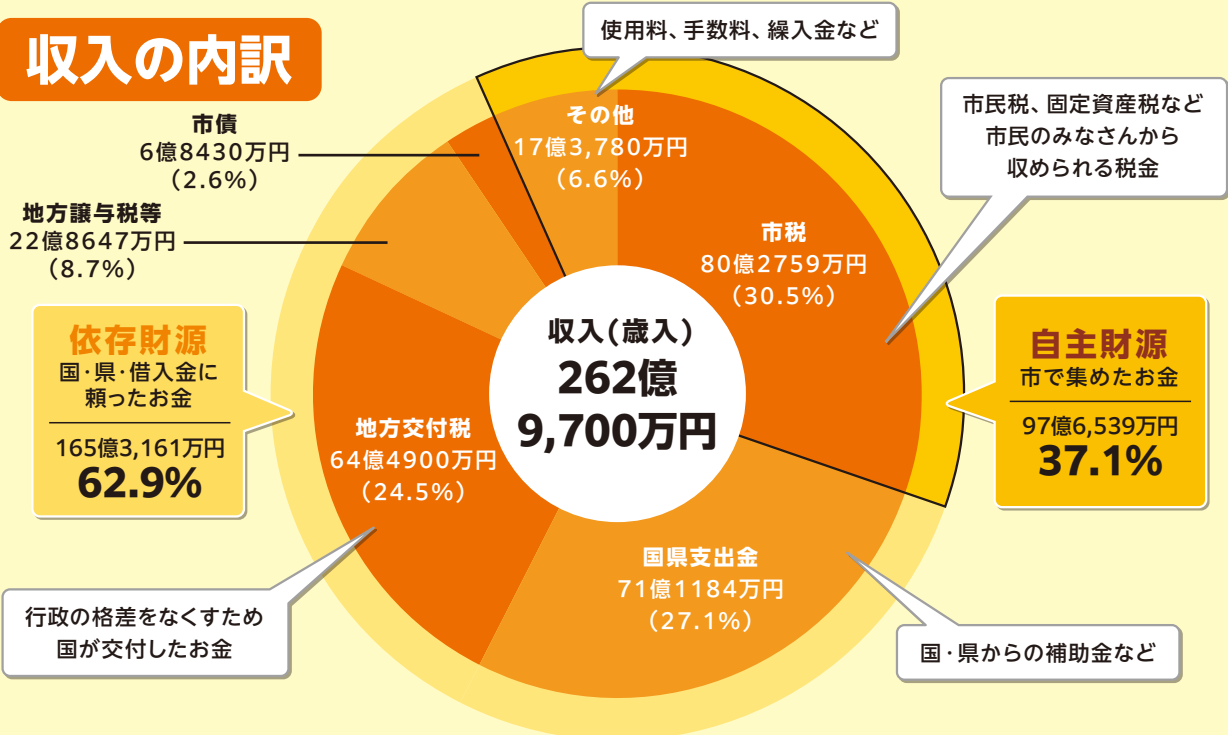 収入の内訳
使用料、手数料、繰入金など
市債
6億8430万円
（2.6%）
その他
17億3,780万円
（6.6%）
市民税、固定資産税など
市民のみなさんから
収められる税金
地方譲与税等
22億8647万円
（8.7%）
市税
80億2759万円
（30.5%）
依存財源
国・県・借入金に
頼ったお金
165億3,161万円
62.9%
収入(歳入)
262億
9,700万円
自主財源
市で集めたお金
97億6,539万円
37.1%
地方交付税
64億4900万円
（24.5%）
国県支出金
71億1184万円
（27.1%）
行政の格差をなくすため
国が交付したお金
国・県からの補助金など